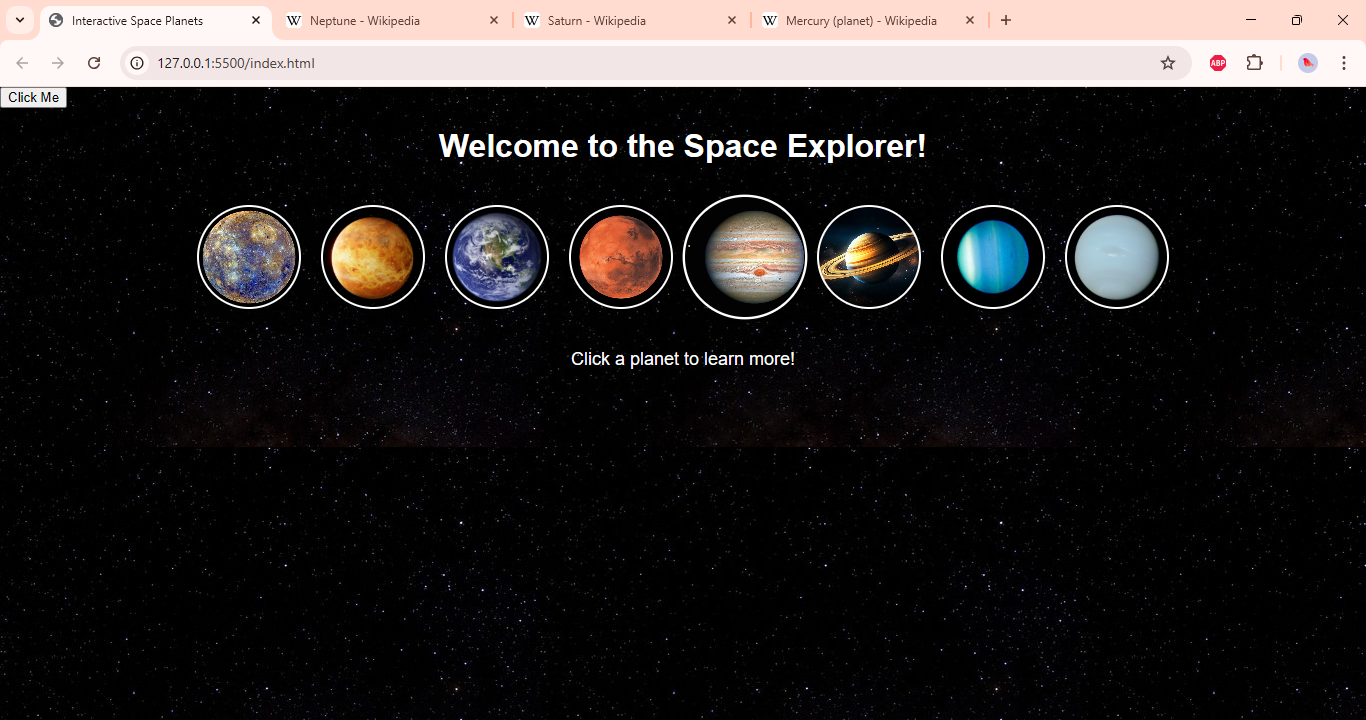 Interactive Space Planets
Neptune - Wikipedia
Saturn - Wikipedia
Mercury (planet) - Wikipedia
127.0.0.1:5500/index.html
ABP
Click Me
Welcome to the Space Explorer!
Click a planet to learn more!